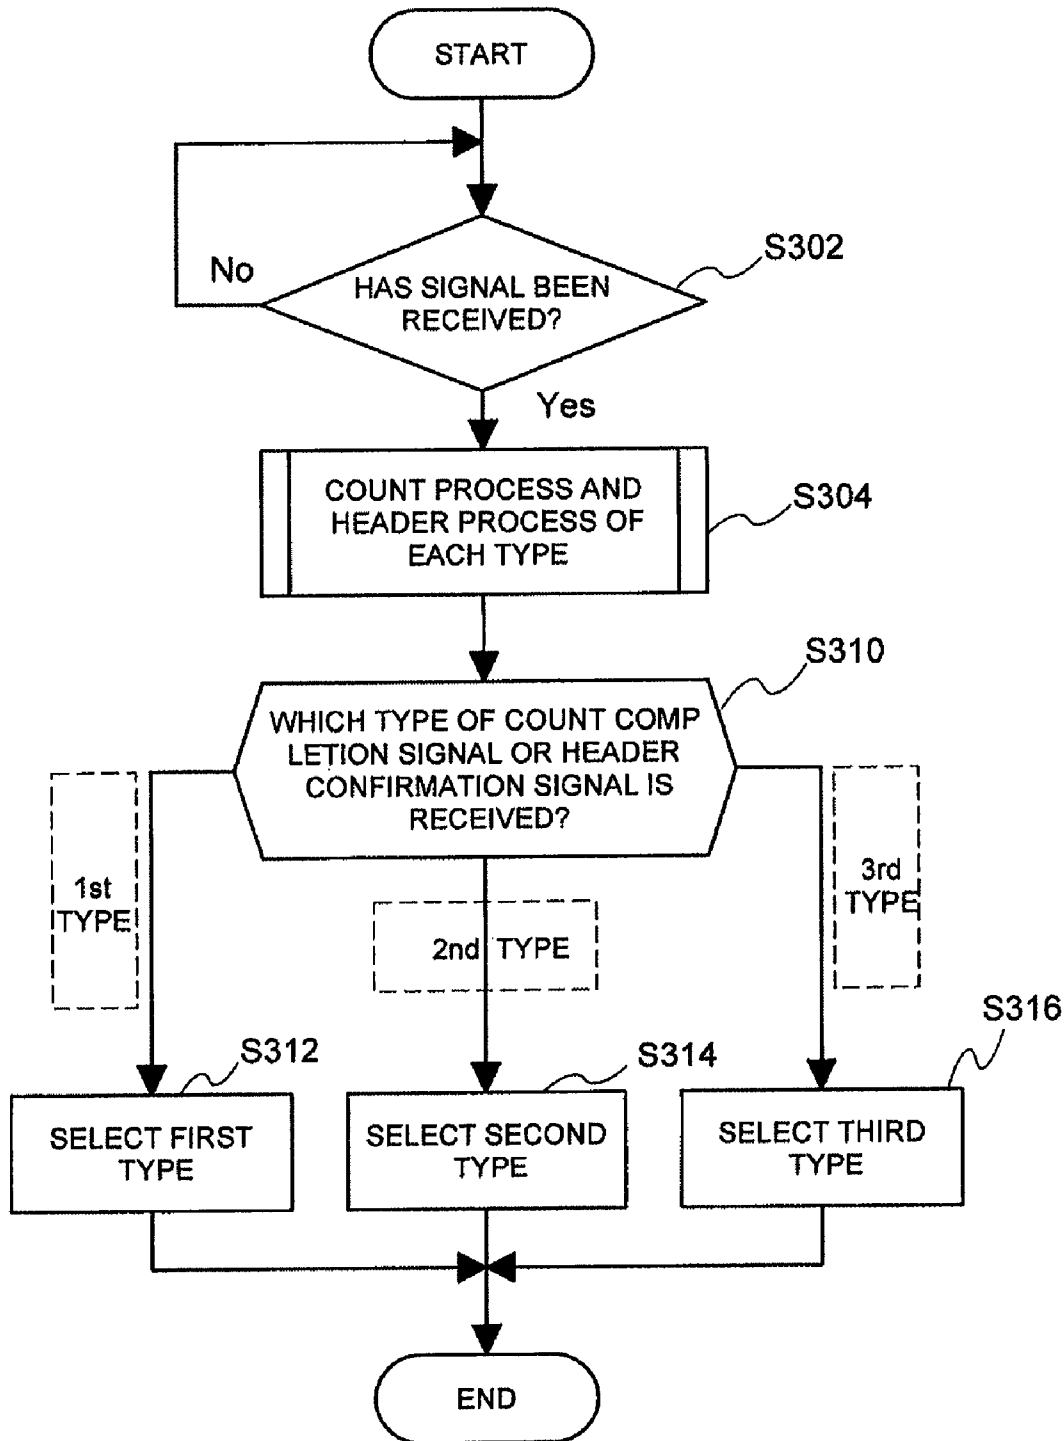 START
No
HAS SIGNAL BEEN
RECEIVED?
S302
Yes
COUNT PROCESS AND
HEADER PROCESS OF
EACH TYPE
S304
S310
WHICH TYPE OF COUNT COMP
LETION SIGNAL OR HEADER
CONFIRMATION SIGNAL IS
RECEIVED?
1st
TYPE
2nd TYPE
3rd
TYPE
S312
S314
S316
SELECT FIRST
TYPE
SELECT SECOND
TYPE
SELECT THIRD
TYPE
END